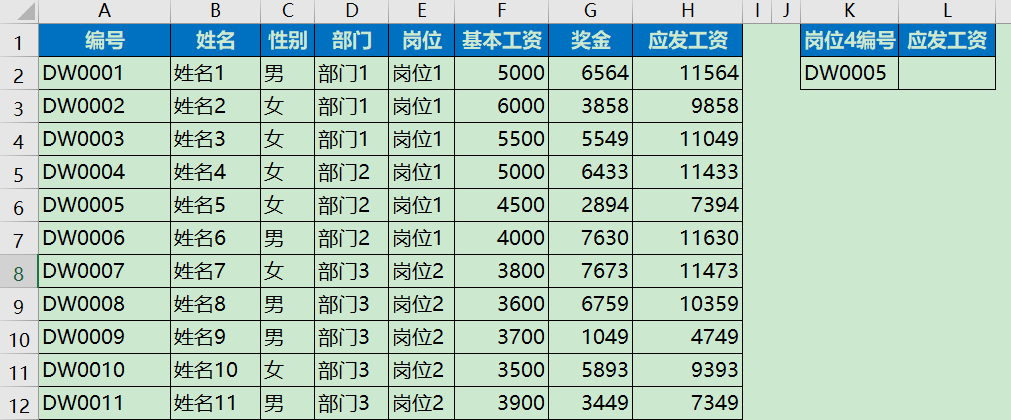 A B C D E F G H I J K L
1 编号 姓名 性别 部门 岗位 基本工资 奖金 应发工资 岗位4编号 应发工资
2 DW0001 姓名1 男 部门1 岗位1 5000 6564 11564 DW0005
3 DW0002 姓名2 女 部门1 岗位1 6000 3858 9858
4 DW0003 姓名3 女 部门1 岗位1 5500 5549 11049
5 DW0004 姓名4 女 部门2 岗位1 5000 6433 11433
6 DW0005 姓名5 女 部门2 岗位1 4500 2894 7394
7 DW0006 姓名6 男 部门2 岗位1 4000 7630 11630
8 DW0007 姓名7 女 部门3 岗位2 3800 7673 11473
9 DW0008 姓名8 男 部门3 岗位2 3600 6759 10359
10 DW0009 姓名9 男 部门3 岗位2 3700 1049 4749
11 DW0010 姓名10 女 部门3 岗位2 3500 5893 9393
12 DW0011 姓名11 男 部门3 岗位2 3900 3449 7349